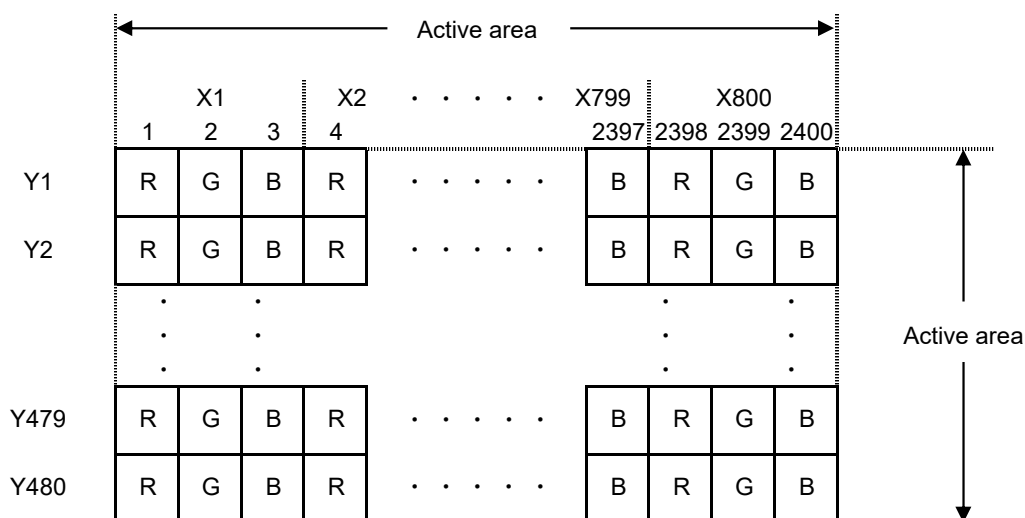 Active area
X1 X2 · · · · · X799 X800
1 2 3 4 2397 2398 2399 2400
Y1 R G B R · · · · · B R G B
Y2 R G B R · · · · · B R G B
· · · ·
· · · ·
Active area
· · · ·
Y479 R G B R · · · · · B R G B
Y480 R G B R · · · · · B R G B